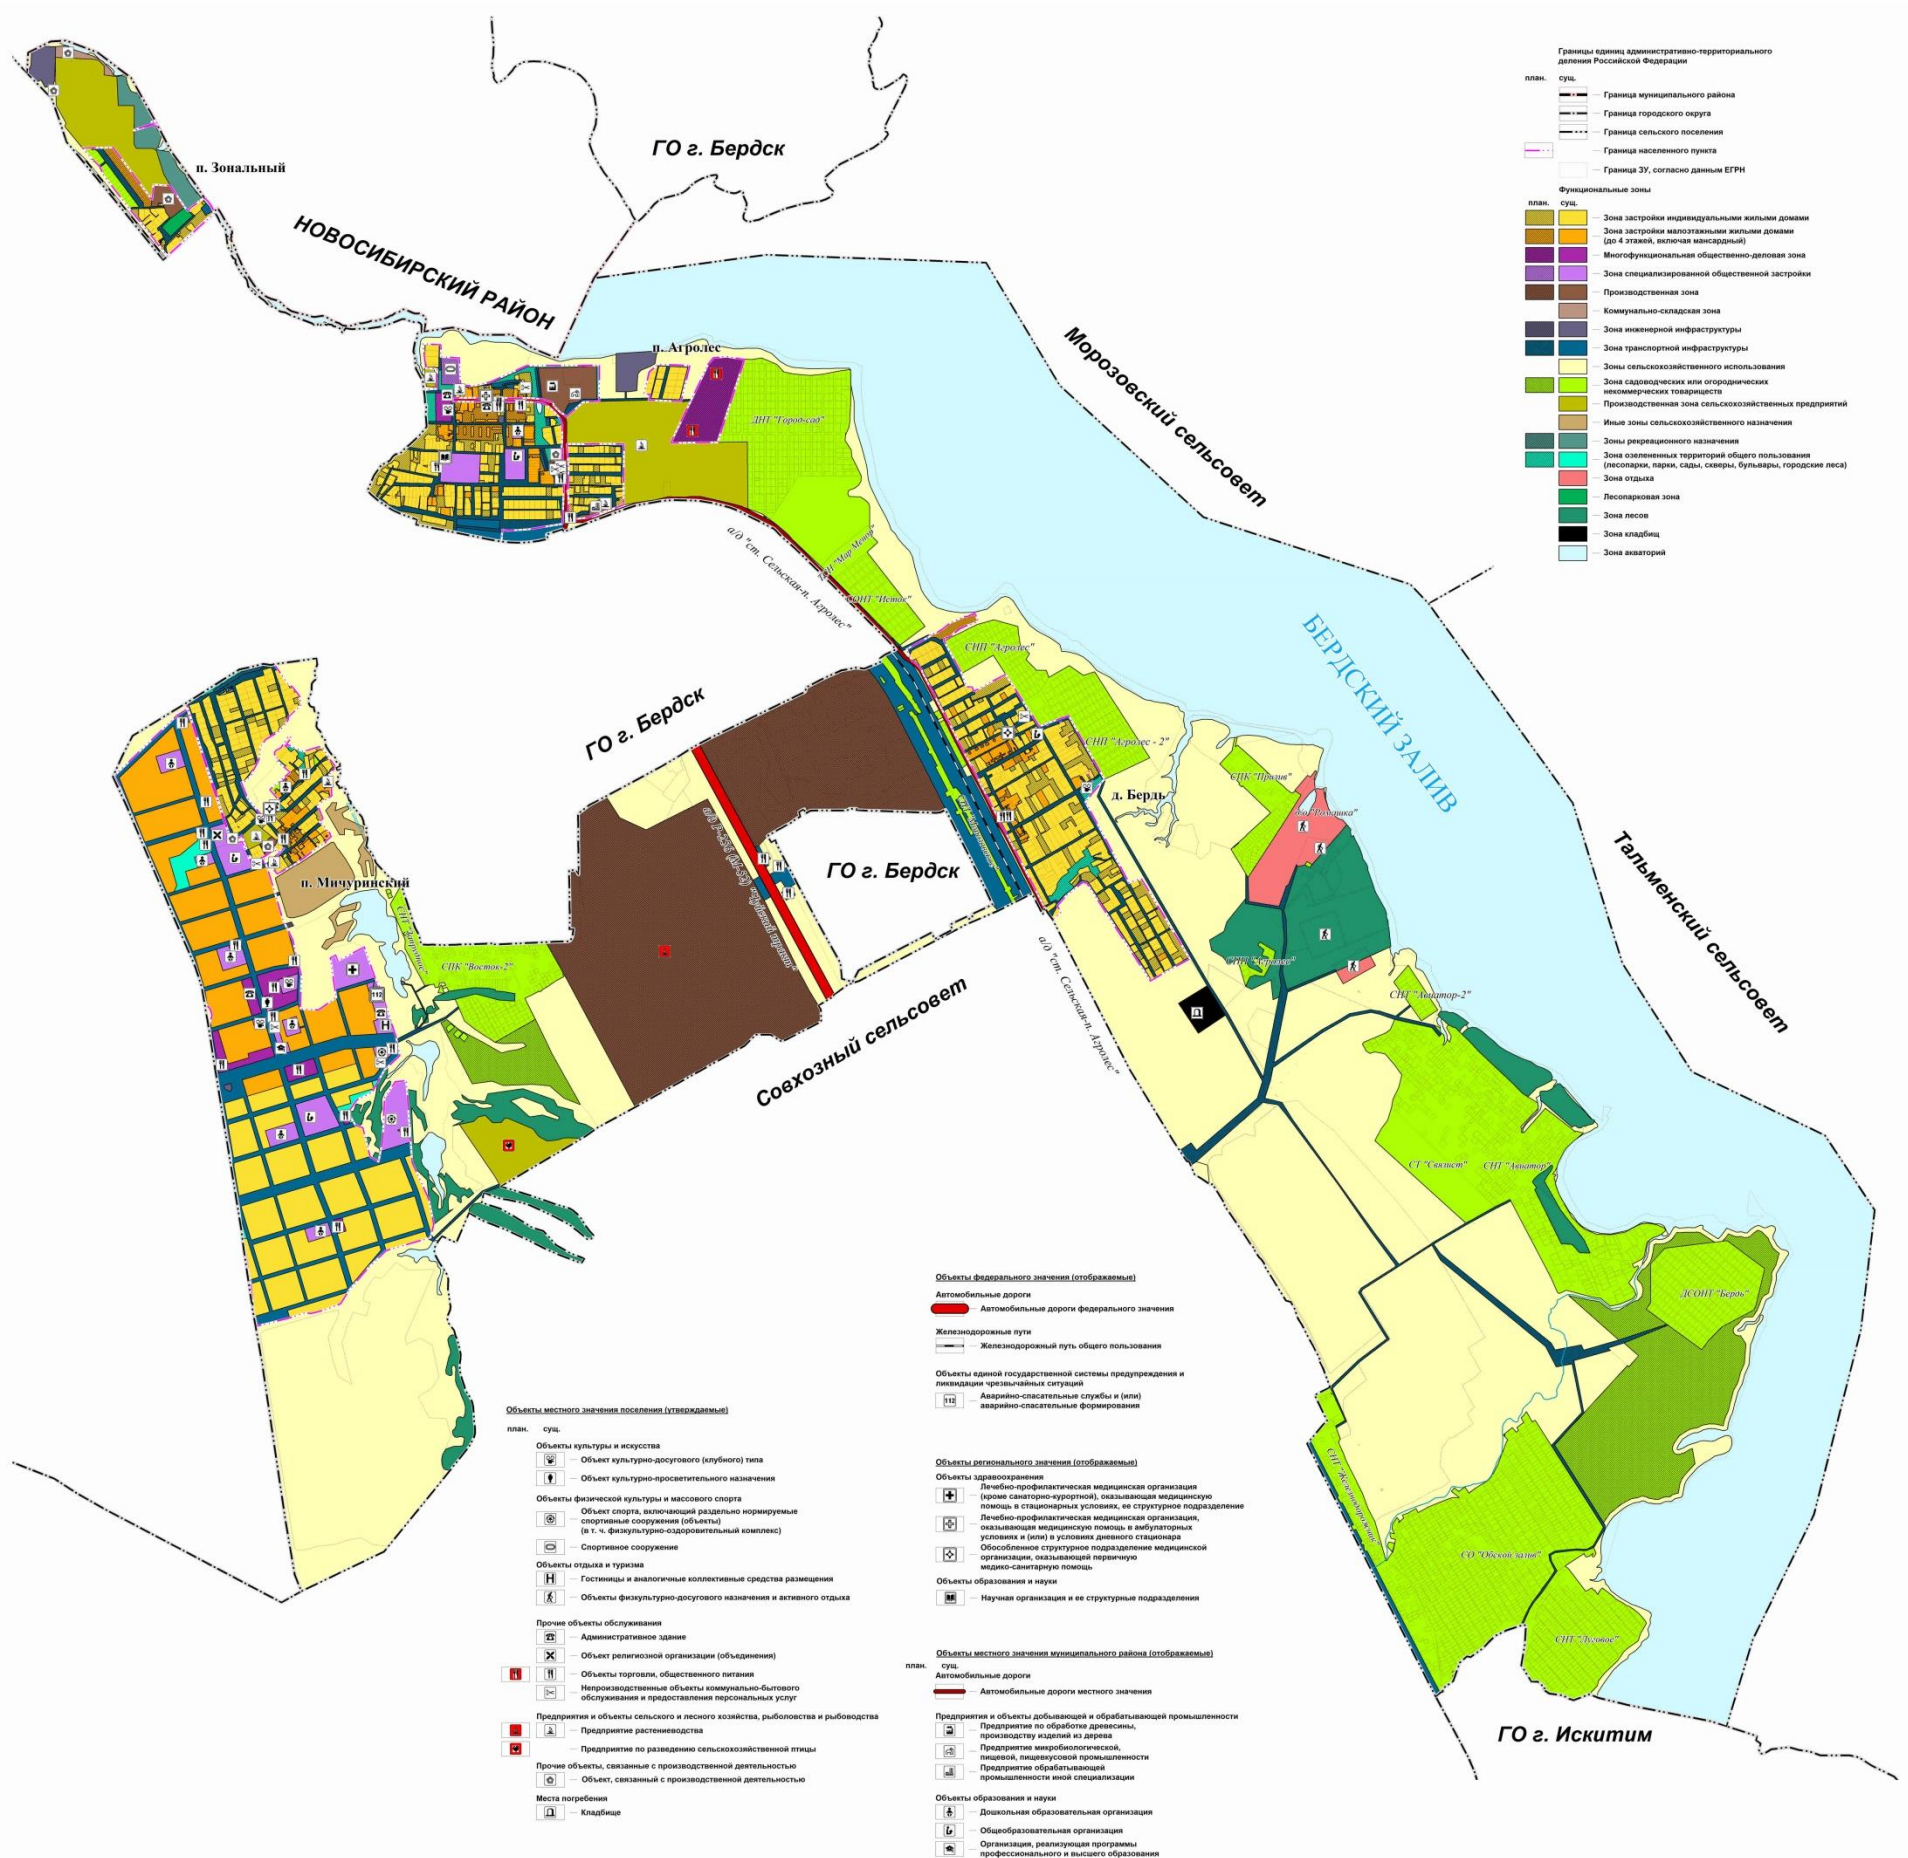 Границы единиц административно-территориального
деления Российской Федерации
план. сущ.
Граница муниципального района
Граница городского округа
Граница сельского поселения
Граница населенного пункта
Граница ЗУ, согласно данным ЕГРН
Функциональные зоны
план. сущ.
Зона застройки индивидуальными жилыми домами
Зона застройки малоэтажными жилыми домами
(до 4 этажей, включая мансардный)
Многофункциональная общественно-деловая зона
Зона специализированной общественной застройки
Производственная зона
Коммунально-складская зона
Зона инженерной инфраструктуры
Зона транспортной инфраструктуры
Зоны сельскохозяйственного использования
Зона садоводческих или огороднических
некоммерческих товариществ
Производственная зона сельскохозяйственных предприятий
Иные зоны сельскохозяйственного назначения
Зоны рекреационного назначения
Зона озелененных территорий общего пользования
(лесопарки, парки, сады, скверы, бульвары, городские леса)
Зона отдыха
Лесопарковая зона
Зона лесов
Зона кладбищ
Зона акваторий
ГО г. Бердск
п. Зональный
НОВОСИБИРСКИЙ РАЙОН
п. Агролес
Морозовский сельсовет
ДНТ "Город-сад"
а/д "ст. Сельская-п. Агролес"
СОНТ "Исток"
БЕРДСКИЙ ЗАЛИВ
СНП "Агролес"
ГО г. Бердск
СНП "Агролес - 2"
СПК "Пролив"
д. Бердь
"Ромашка"
а/д Р-256 (М-52) "Чуйский тракт"
ГО г. Бердск
Тальменский сельсовет
п. Мичуринский
СПК "Восток-2"
СНП "Агролес"
СНТ "Авиатор-2"
112
Совхозный сельсовет
а/д "ст. Сельская-п. Агролес"
СТ "Связист"
СНТ "Авиатор"
ДСОНТ "Бердь"
СНТ "Железнодорожник"
СО "Обской залив"
СНТ "Луговое"
ГО г. Искитим
Объекты федерального значения (отображаемые)
Автомобильные дороги
Автомобильные дороги федерального значения
Железнодорожные пути
Железнодорожный путь общего пользования
Объекты единой государственной системы предупреждения и
ликвидации чрезвычайных ситуаций
112
Аварийно-спасательные службы и (или)
аварийно-спасательные формирования
Объекты местного значения поселения (утверждаемые)
план. сущ.
Объекты культуры и искусства
Объект культурно-досугового (клубного) типа
Объект культурно-просветительного назначения
Объекты физической культуры и массового спорта
Объект спорта, включающий раздельно нормируемые
спортивные сооружения (объекты)
(в т. ч. физкультурно-оздоровительный комплекс)
Спортивное сооружение
Объекты отдыха и туризма
Гостиницы и аналогичные коллективные средства размещения
Объекты физкультурно-досугового назначения и активного отдыха
Прочие объекты обслуживания
Административное здание
Объект религиозной организации (объединения)
Объекты торговли, общественного питания
Непроизводственные объекты коммунально-бытового
обслуживания и предоставления персональных услуг
Предприятия и объекты сельского и лесного хозяйства, рыболовства и рыбоводства
Предприятие растениеводства
Предприятие по разведению сельскохозяйственной птицы
Прочие объекты, связанные с производственной деятельностью
Объект, связанный с производственной деятельностью
Места погребения
Кладбище
Объекты регионального значения (отображаемые)
Объекты здравоохранения
Лечебно-профилактическая медицинская организация
(кроме санаторно-курортной), оказывающая медицинскую
помощь в стационарных условиях, ее структурное подразделение
Лечебно-профилактическая медицинская организация,
оказывающая медицинскую помощь в амбулаторных
условиях и (или) в условиях дневного стационара
Обособленное структурное подразделение медицинской
организации, оказывающей первичную
медико-санитарную помощь
Объекты образования и науки
Научная организация и ее структурные подразделения
Объекты местного значения муниципального района (отображаемые)
план. сущ.
Автомобильные дороги
Автомобильные дороги местного значения
Предприятия и объекты добывающей и обрабатывающей промышленности
Предприятие по обработке древесины,
производству изделий из дерева
Предприятие микробиологической,
пищевой, пищевкусовой промышленности
Предприятие обрабатывающей
промышленности иной специализации
Объекты образования и науки
Дошкольная образовательная организация
Общеобразовательная организация
Организация, реализующая программы
профессионального и высшего образования